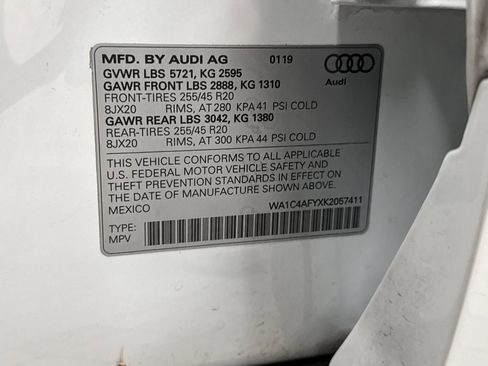 MFD. BY AUDI AG 0119
GVWR LBS 5721, KG 2595
GAWR FRONT LBS 2888, KG 1310
FRONT-TIRES 255/45 R20
8JX20 RIMS, AT 280 KPA 41 PSI COLD
GAWR REAR LBS 3042, KG 1380
REAR-TIRES 255/45 R20
8JX20 RIMS, AT 300 KPA 44 PSI COLD
Audi
THIS VEHICLE CONFORMS TO ALL APPLICABLE
U.S. FEDERAL MOTOR VEHICLE SAFETY AND
THEFT PREVENTION STANDARDS IN EFFECT ON
THE DATE OF MANUFACTURE SHOWN ABOVE.
MEXICO WA1C4AFYXK2057411
TYPE:
MPV